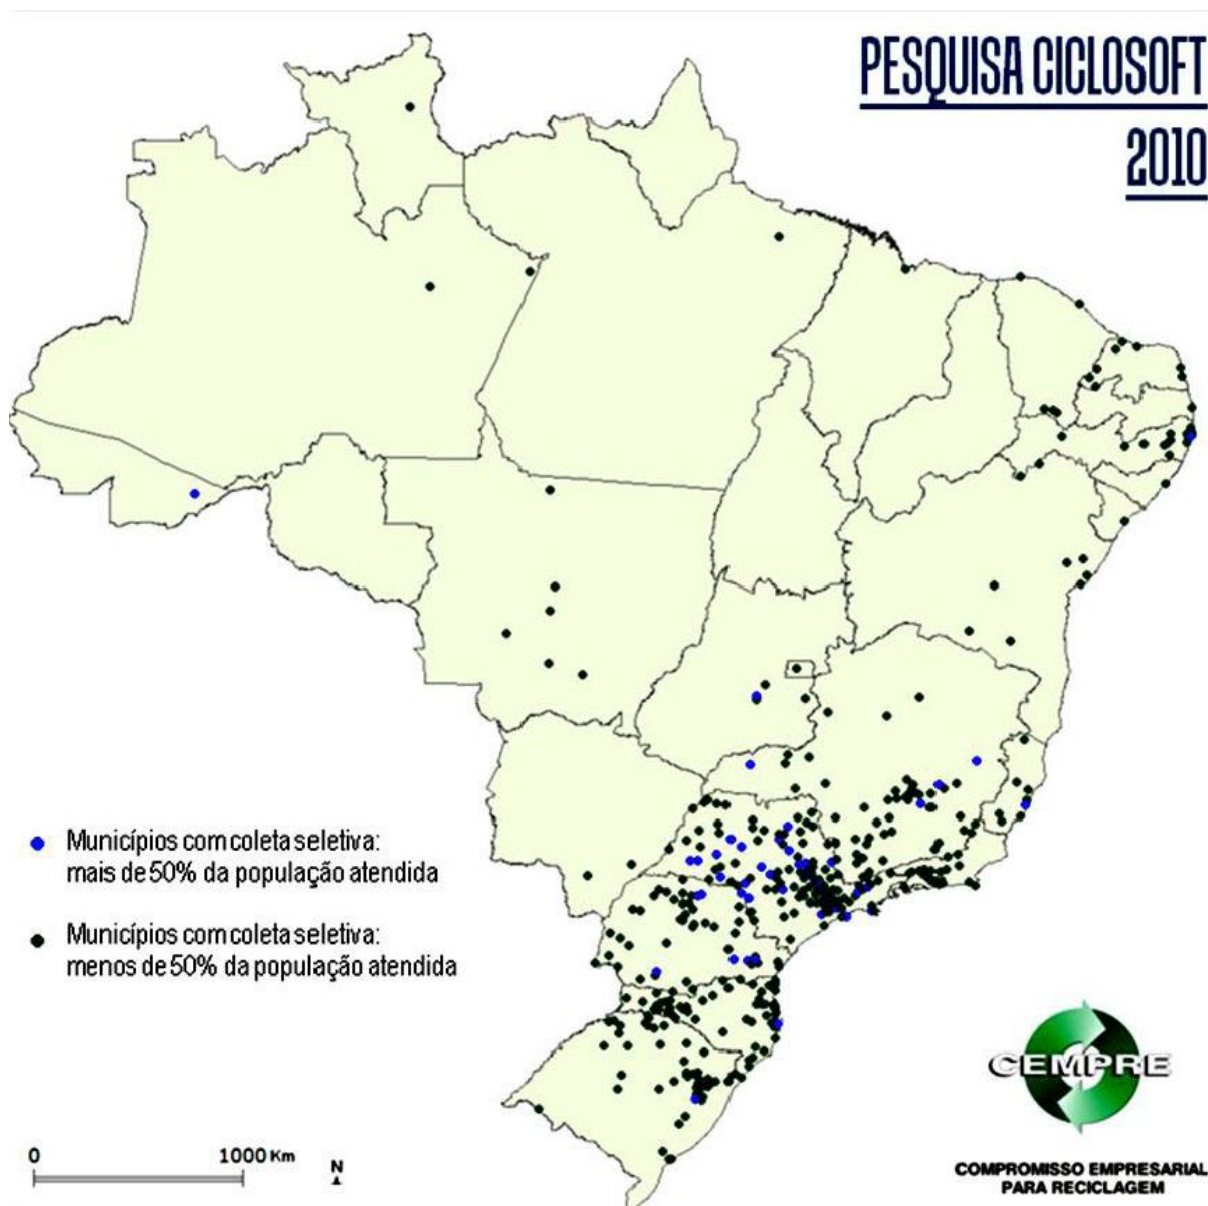 PESQUISA CICLOSOFT
2010
Municípios com coleta seletiva:
mais de 50% da população atendida
Municípios com coleta seletiva:
menos de 50% da população atendida
0 1000 Km
N
CEMPRE
COMPROMISSO EMPRESARIAL
PARA RECICLAGEM